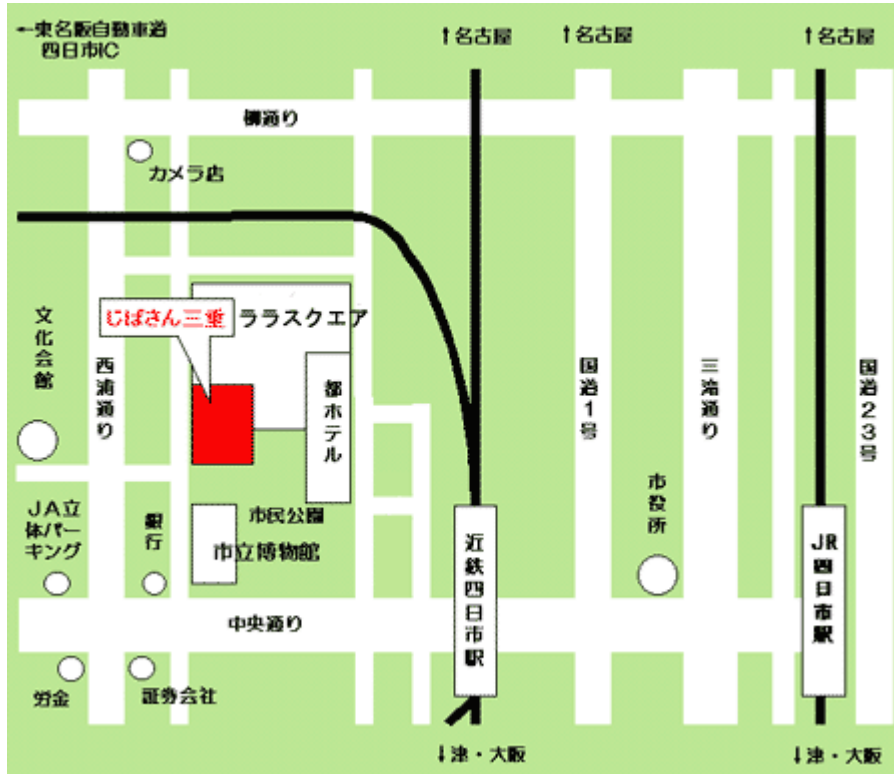 ←東名阪自動車道
四日市IC
↑名古屋
↑名古屋
↑名古屋
柳通り
カメラ店
じばさん三重
ララスクエア
文化会館
西浦通り
都ホテル
国道1号
三滝通り
国道23号
JA立
体パー
キング
銀行
市民公園
市立博物館
市役所
近鉄四日市駅
JR四日市駅
中央通り
労金
証券会社
↓津・大阪
↓津・大阪